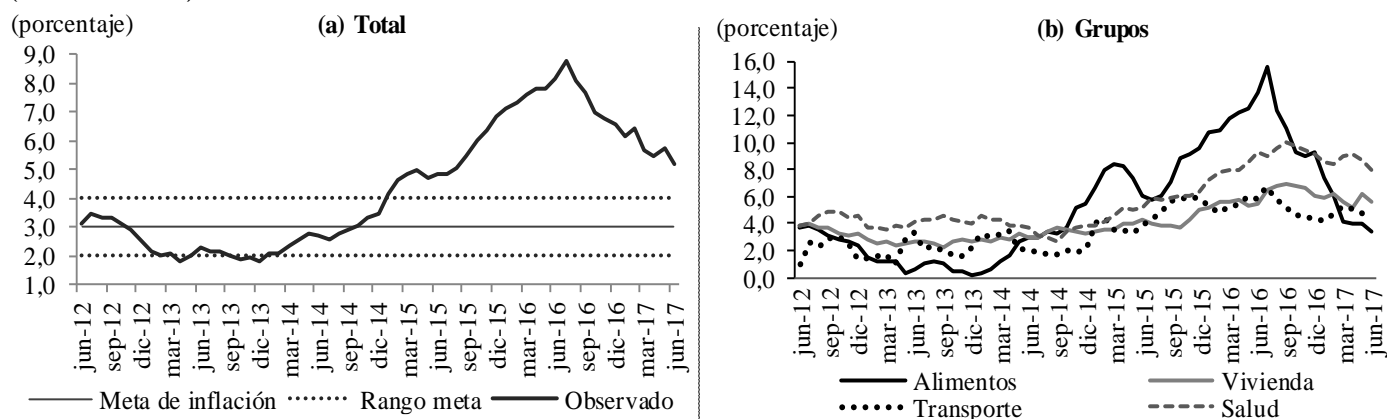 (porcentaje)
(a) Total
9,0
8,0
7,0
6,0
5,0
4,0
3,0
2,0
1,0
jun-12
sep-12
dic-12
mar-13
jun-13
sep-13
dic-13
mar-14
jun-14
sep-14
dic-14
mar-15
jun-15
sep-15
dic-15
mar-16
jun-16
sep-16
dic-16
mar-17
jun-17
Meta de inflación
Rango meta
Observado
(porcentaje)
(b) Grupos
16,0
14,0
12,0
10,0
8,0
6,0
4,0
2,0
0,0
jun-12
sep-12
dic-12
mar-13
jun-13
sep-13
dic-13
mar-14
jun-14
sep-14
dic-14
mar-15
jun-15
sep-15
dic-15
mar-16
jun-16
sep-16
dic-16
mar-17
jun-17
Alimentos
Vivienda
Transporte
Salud